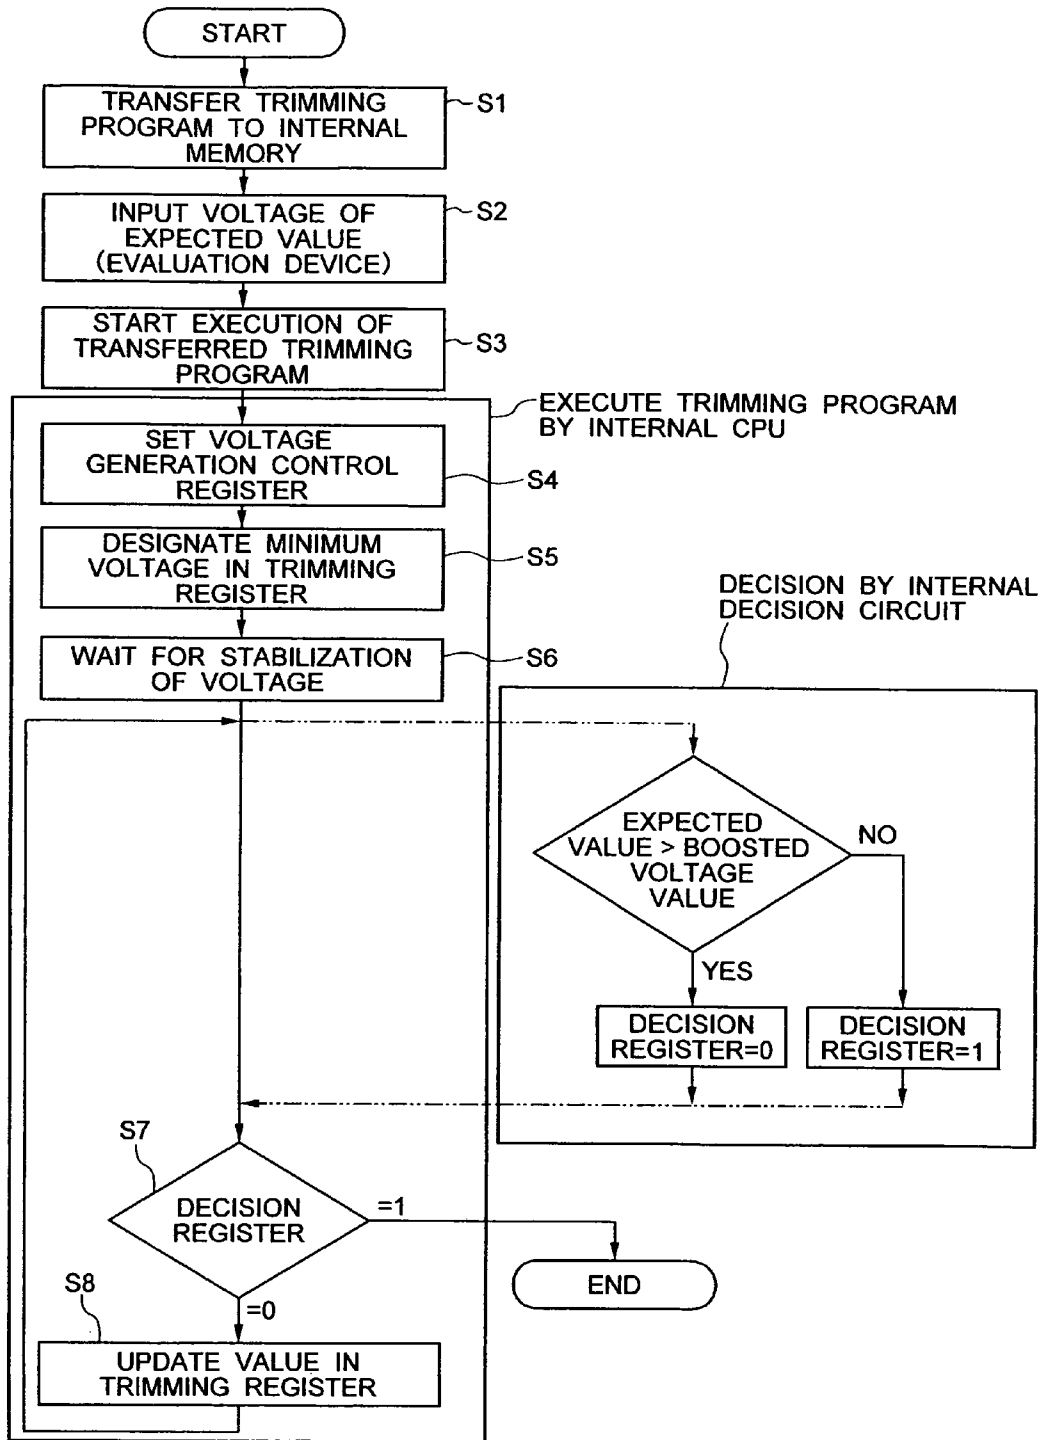 START
TRANSFER TRIMMING
PROGRAM TO INTERNAL
MEMORY
S1
INPUT VOLTAGE OF
EXPECTED VALUE
(EVALUATION DEVICE)
S2
START EXECUTION OF
TRANSFERRED TRIMMING
PROGRAM
S3
EXECUTE TRIMMING PROGRAM
BY INTERNAL CPU
SET VOLTAGE
GENERATION CONTROL
REGISTER
S4
DESIGNATE MINIMUM
VOLTAGE IN TRIMMING
REGISTER
S5
WAIT FOR STABILIZATION
OF VOLTAGE
S6
DECISION BY INTERNAL
DECISION CIRCUIT
EXPECTED
VALUE > BOOSTED
VOLTAGE
VALUE
NO
YES
DECISION
REGISTER=0
DECISION
REGISTER=1
S7
DECISION
REGISTER
=1
END
=0
S8
UPDATE VALUE IN
TRIMMING REGISTER